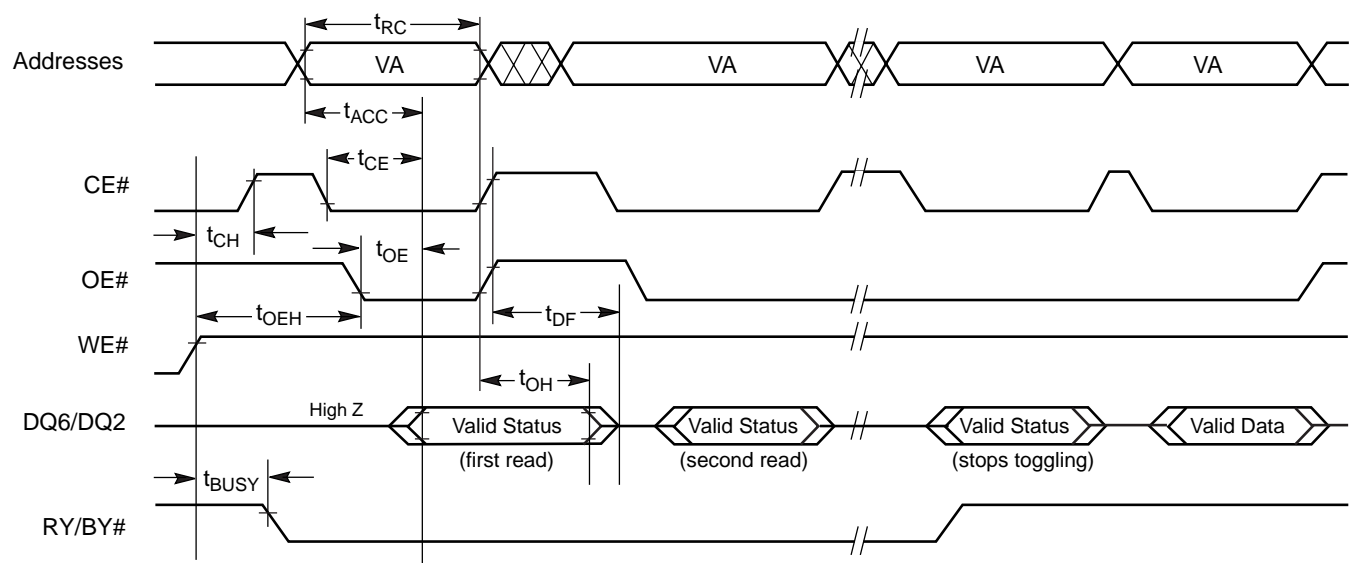 tRC
Addresses VA VA VA VA
tACC
tCE
CE#
tCH tOE
OE#
tOEH tDF
WE#
tOH
High Z
DQ6/DQ2 Valid Status Valid Status Valid Status Valid Data
(first read) (second read) (stops toggling)
tBUSY
RY/BY#